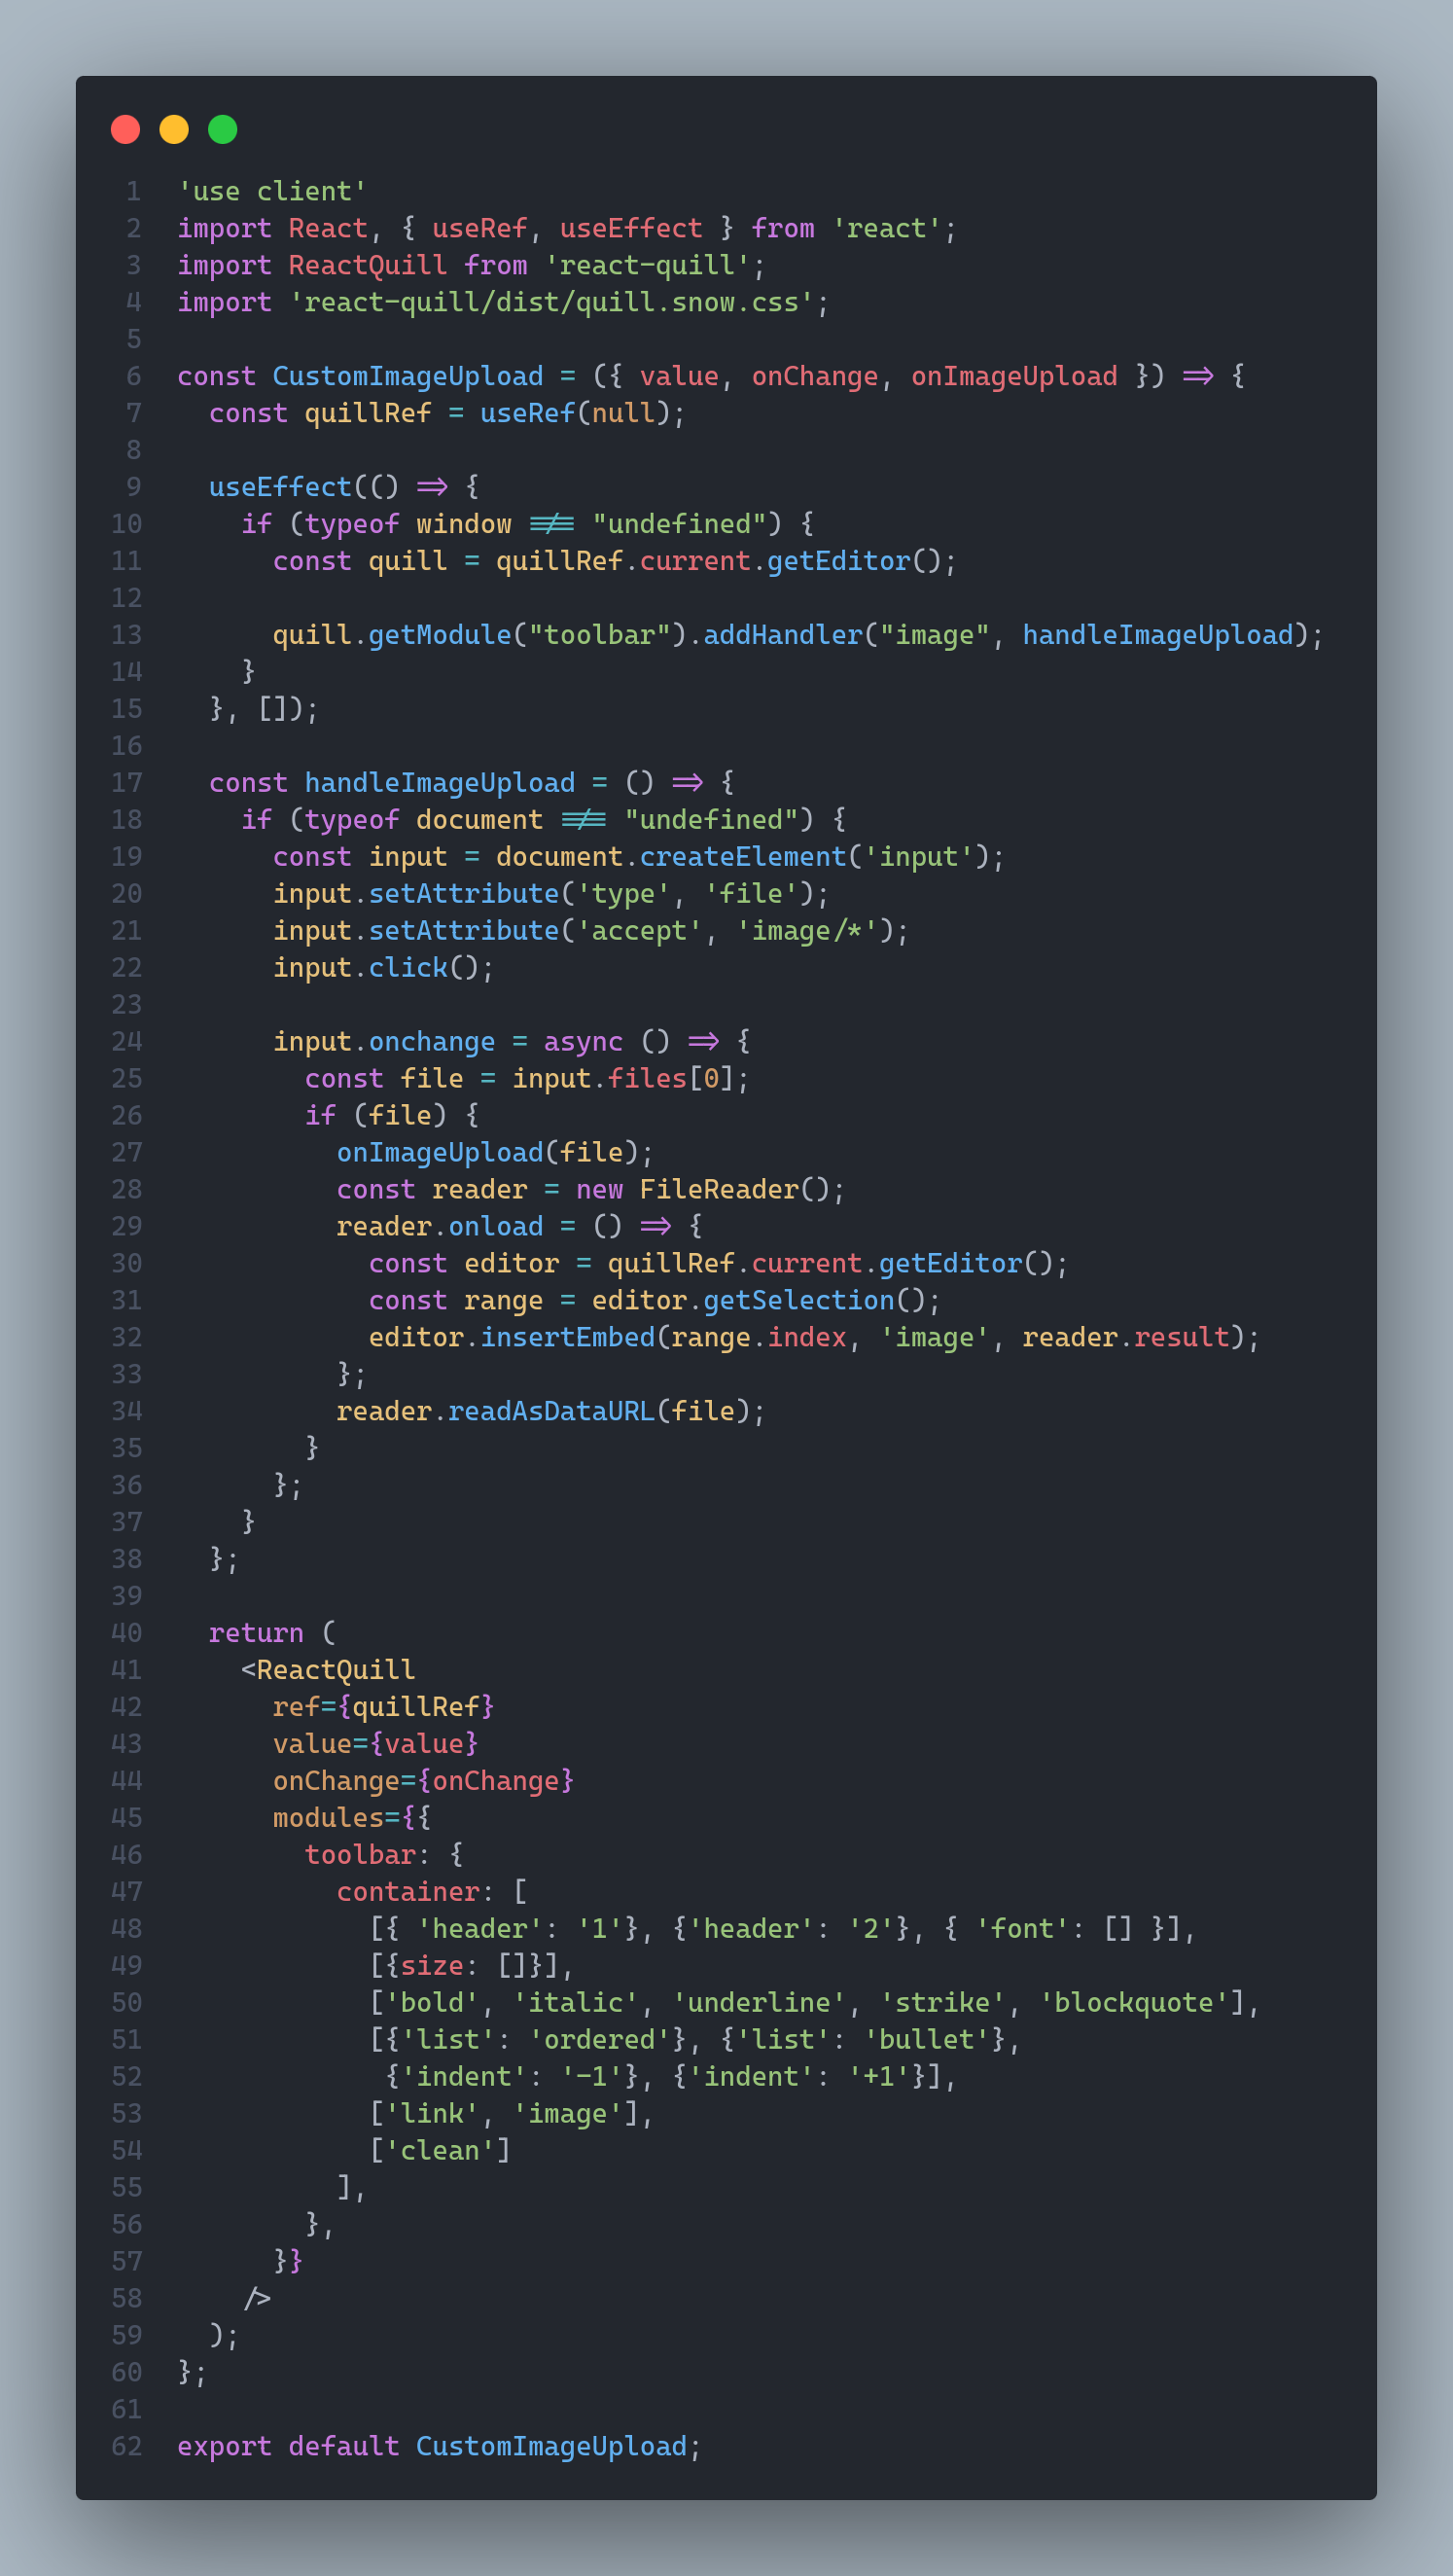 1 'use client'
2 import React, { useRef, useEffect } from 'react';
3 import ReactQuill from 'react-quill';
4 import 'react-quill/dist/quill.snow.css';
5
6 const CustomImageUpload = ({ value, onChange, onImageUpload }) => {
7   const quillRef = useRef(null);
8
9   useEffect(() => {
10     if (typeof window !== "undefined") {
11       const quill = quillRef.current.getEditor();
12
13       quill.getModule("toolbar").addHandler("image", handleImageUpload);
14     }
15   }, []);
16
17   const handleImageUpload = () => {
18     if (typeof document !== "undefined") {
19       const input = document.createElement('input');
20       input.setAttribute('type', 'file');
21       input.setAttribute('accept', 'image/*');
22       input.click();
23
24       input.onchange = async () => {
25         const file = input.files[0];
26         if (file) {
27           onImageUpload(file);
28           const reader = new FileReader();
29           reader.onload = () => {
30             const editor = quillRef.current.getEditor();
31             const range = editor.getSelection();
32             editor.insertEmbed(range.index, 'image', reader.result);
33           };
34           reader.readAsDataURL(file);
35         }
36       };
37     }
38   };
39
40   return (
41     <ReactQuill
42       ref={quillRef}
43       value={value}
44       onChange={onChange}
45       modules={{
46         toolbar: {
47           container: [
48             [{ 'header': '1'}, {'header': '2'}, { 'font': [] }],
49             [{size: []}],
50             ['bold', 'italic', 'underline', 'strike', 'blockquote'],
51             [{'list': 'ordered'}, {'list': 'bullet'},
52              {'indent': '-1'}, {'indent': '+1'}],
53             ['link', 'image'],
54             ['clean']
55           ],
56         },
57       }}
58     />
59   );
60 };
61
62 export default CustomImageUpload;